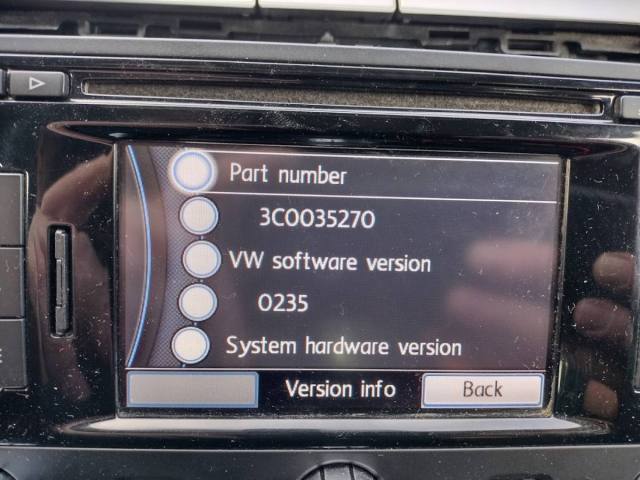 Part number
3C0035270
VW software version
0235
System hardware version
Version info
Back